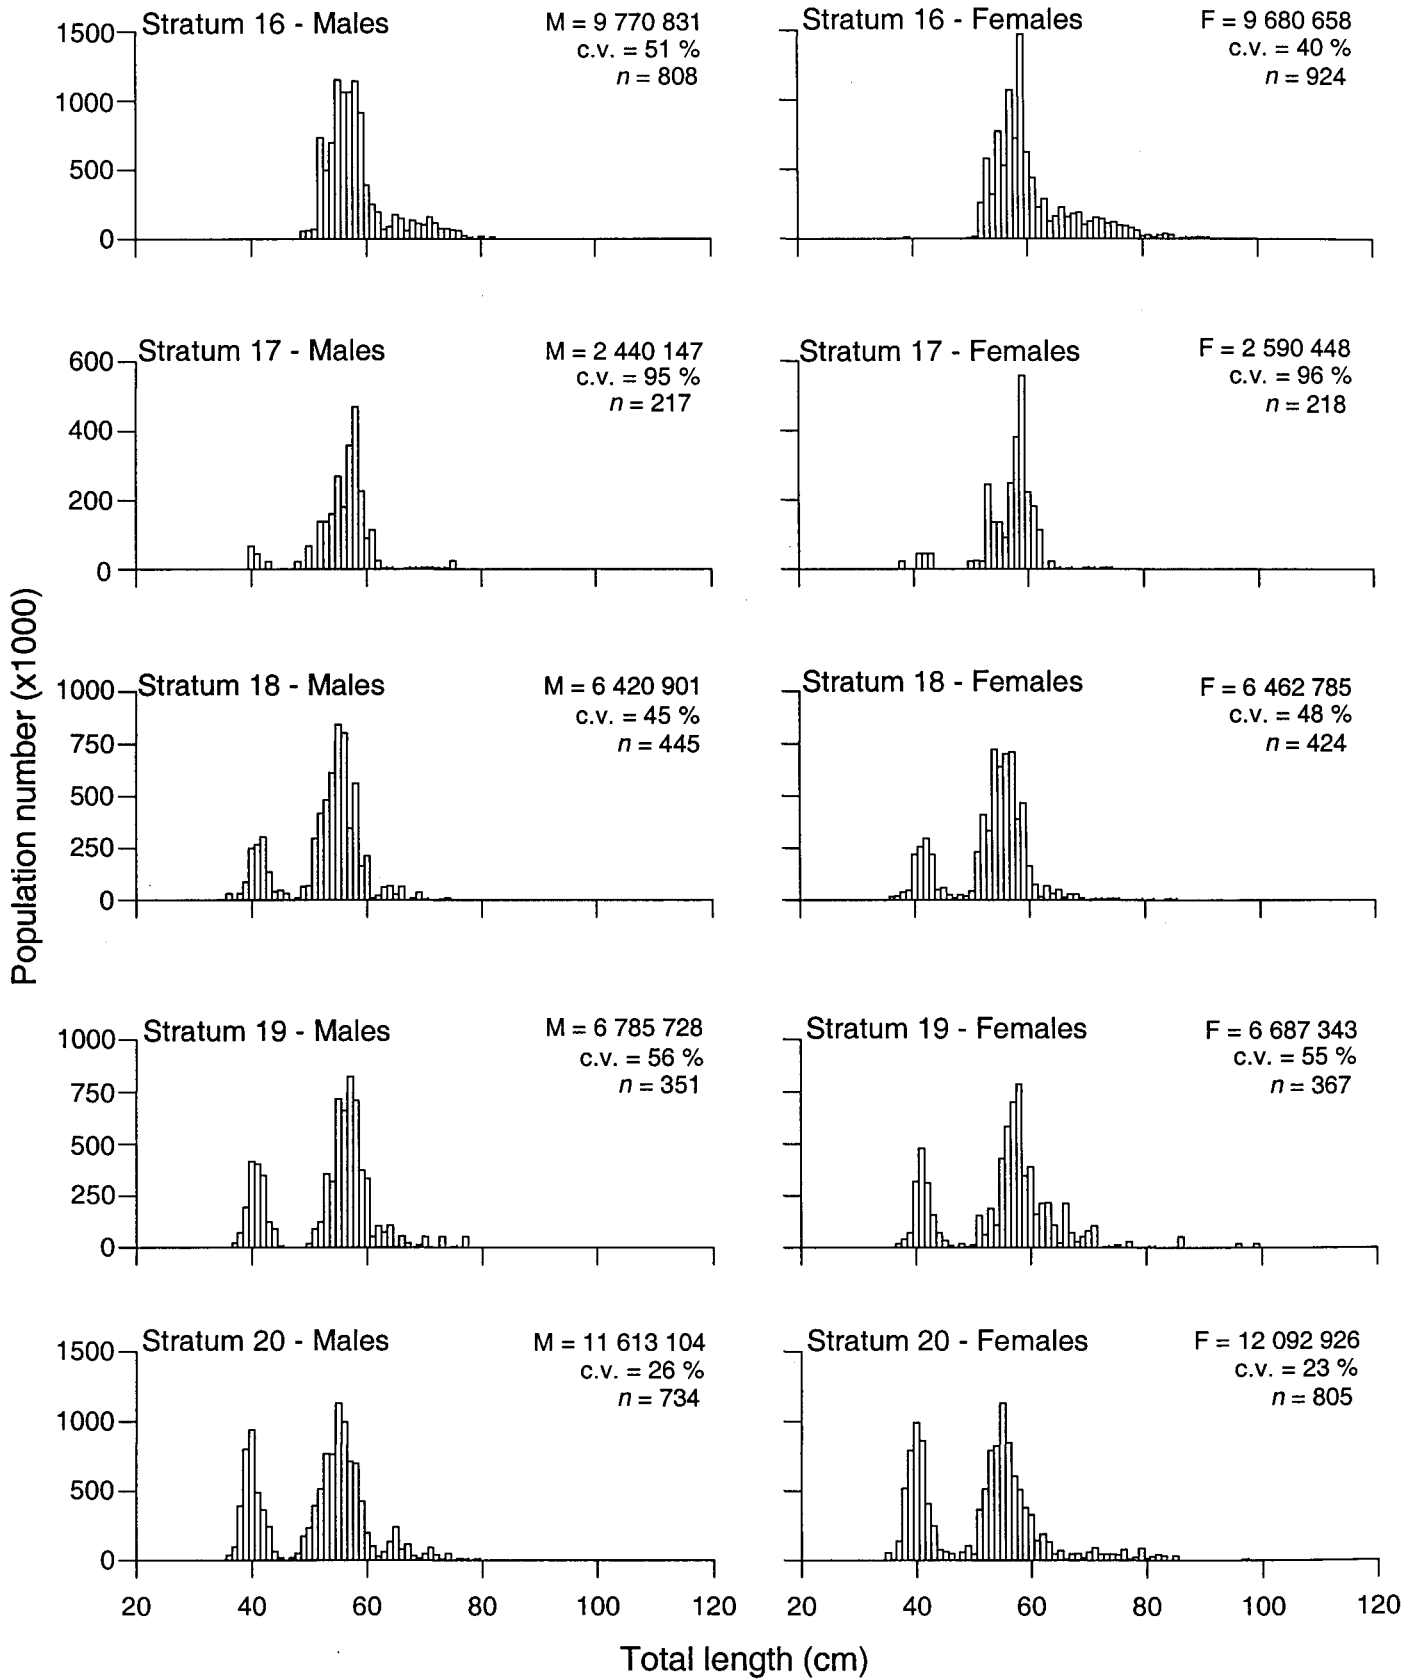 Stratum 16 - Males
M = 9 770 831
c.v. = 51 %
n = 808
1500
1000
500
0
Stratum 16 - Females
F = 9 680 658
c.v. = 40 %
n = 924
Stratum 17 - Males
M = 2 440 147
c.v. = 95 %
n = 217
600
400
200
0
Stratum 17 - Females
F = 2 590 448
c.v. = 96 %
n = 218
Population number (x1000)
Stratum 18 - Males
M = 6 420 901
c.v. = 45 %
n = 445
1000
750
500
250
0
Stratum 18 - Females
F = 6 462 785
c.v. = 48 %
n = 424
Stratum 19 - Males
M = 6 785 728
c.v. = 56 %
n = 351
1000
750
500
250
0
Stratum 19 - Females
F = 6 687 343
c.v. = 55 %
n = 367
Stratum 20 - Males
M = 11 613 104
c.v. = 26 %
n = 734
1500
1000
500
0
20 40 60 80 100 120
Stratum 20 - Females
F = 12 092 926
c.v. = 23 %
n = 805
20 40 60 80 100 120
Total length (cm)